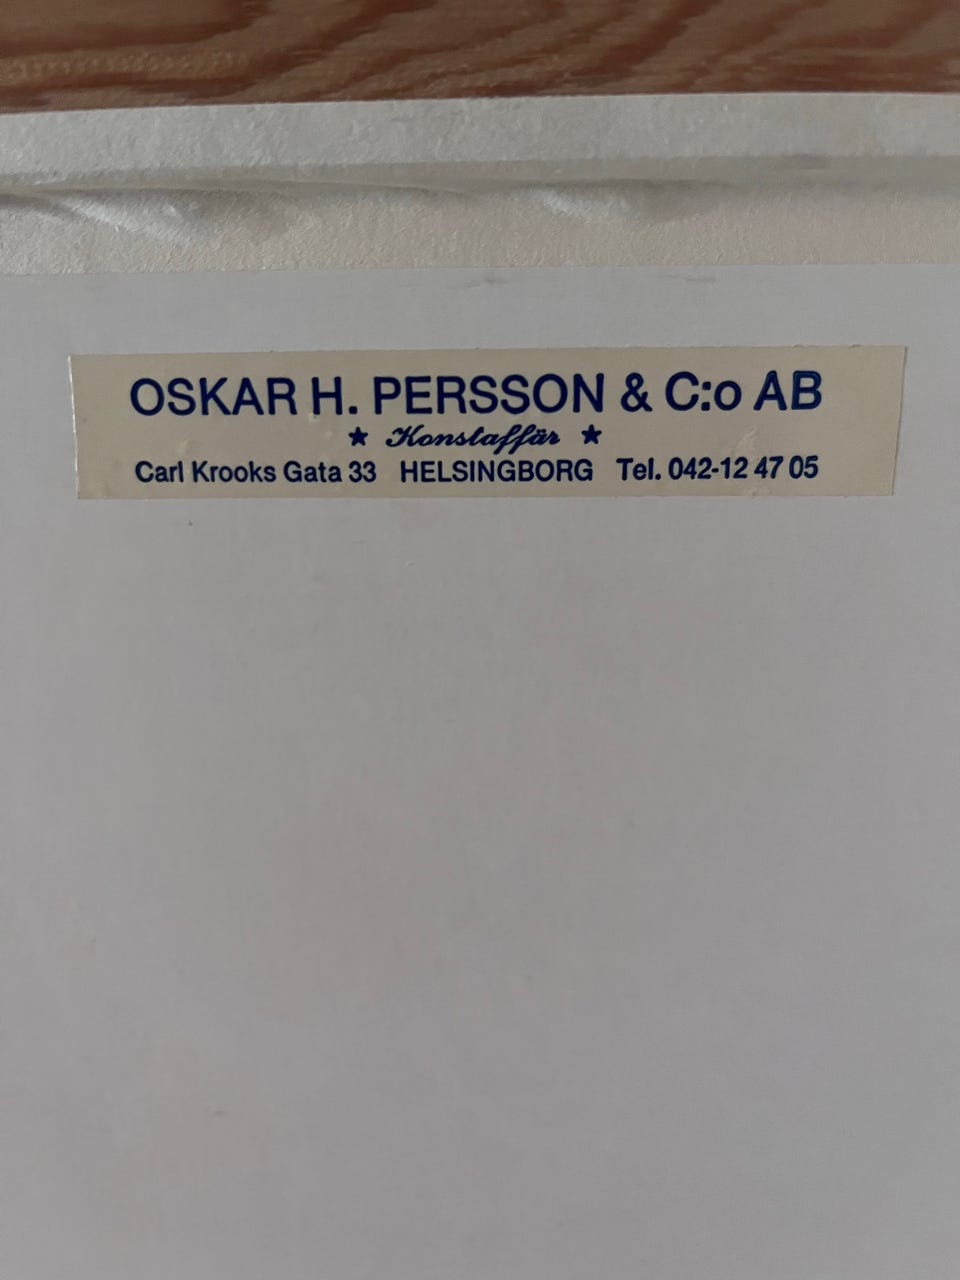 OSKAR H. PERSSON & C:o AB
★ Konstaffär ★
Carl Krooks Gata 33 HELSINGBORG Tel. 042-12 47 05